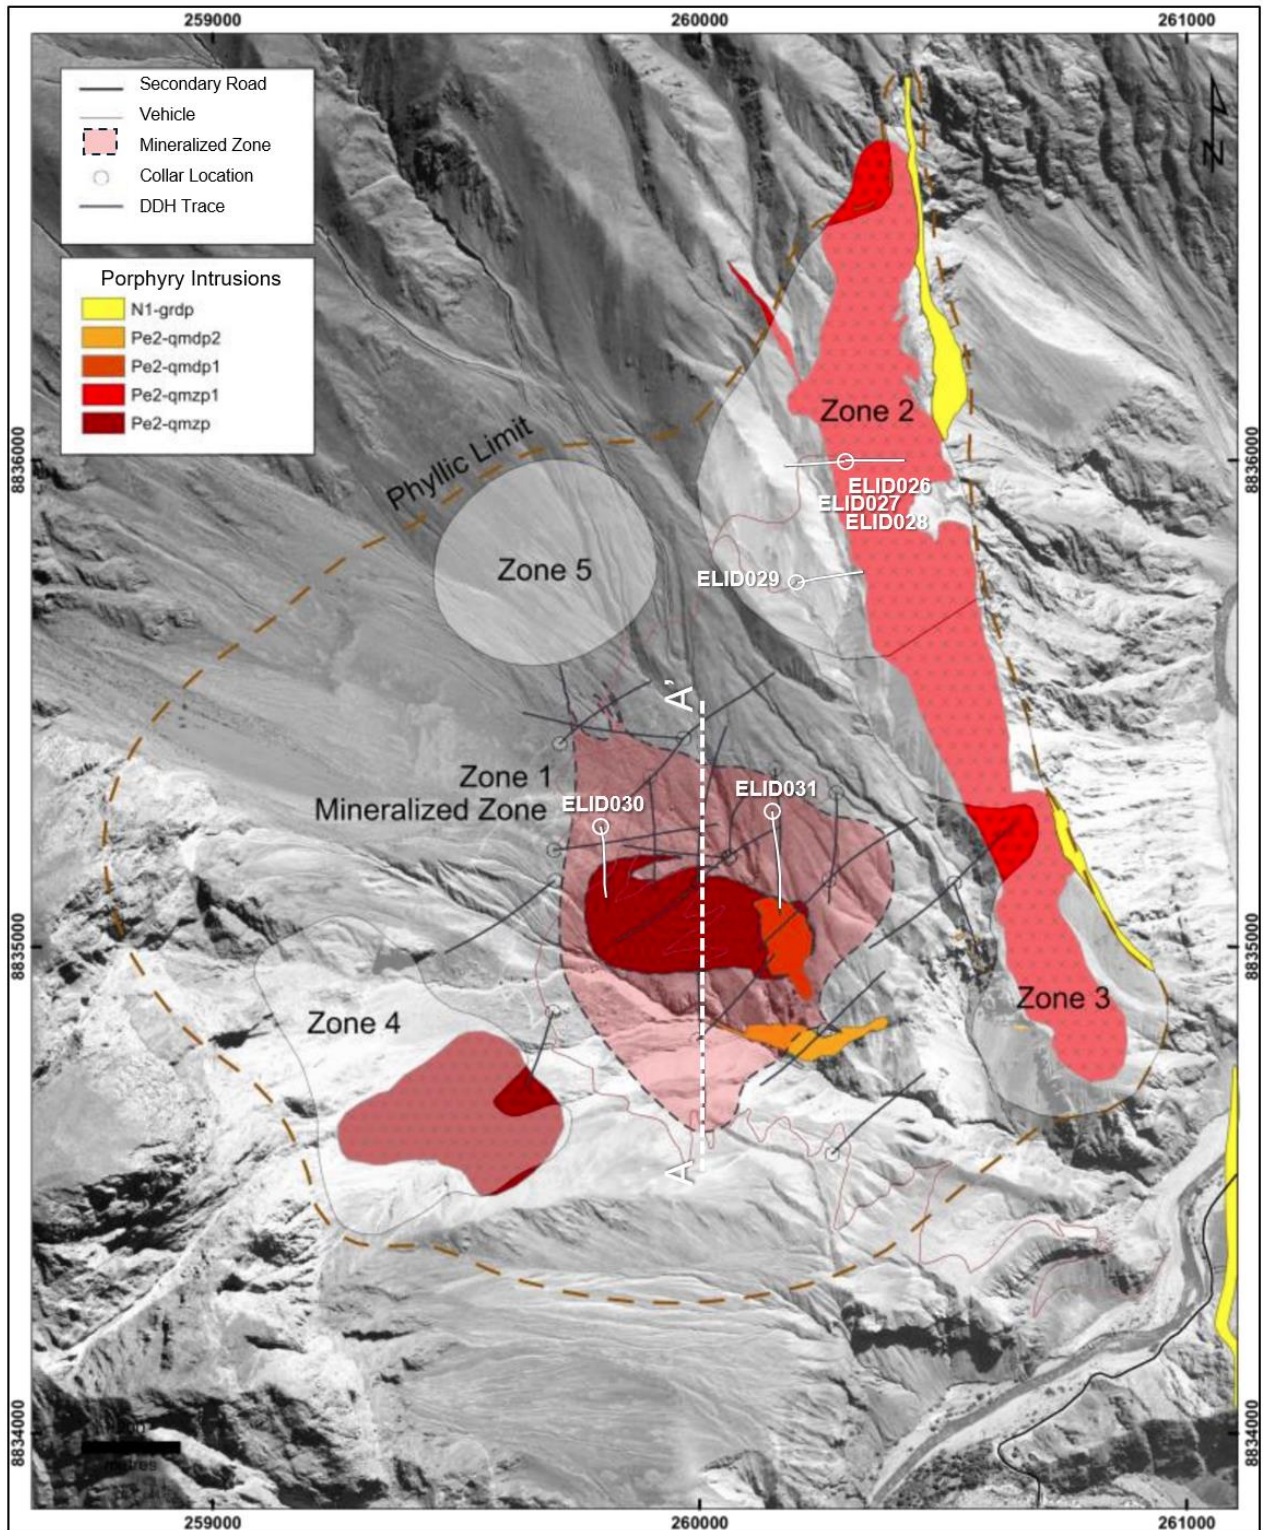 259000
260000
261000
Secondary Road
Vehicle
Mineralized Zone
Collar Location
DDH Trace
N
Porphyry Intrusions
N1-grdp
Pe2-qmdp2
Pe2-qmdp1
Pe2-qmzp1
Pe2-qmzp
Zone 2
8836000
8836000
Phyllic Limit
ELID026
ELID027
ELID028
Zone 5
ELID029
A'
Zone 1
Mineralized Zone
ELID030
ELID031
8835000
8835000
Zone 3
Zone 4
A
8834000
8834000
metres
259000
260000
261000